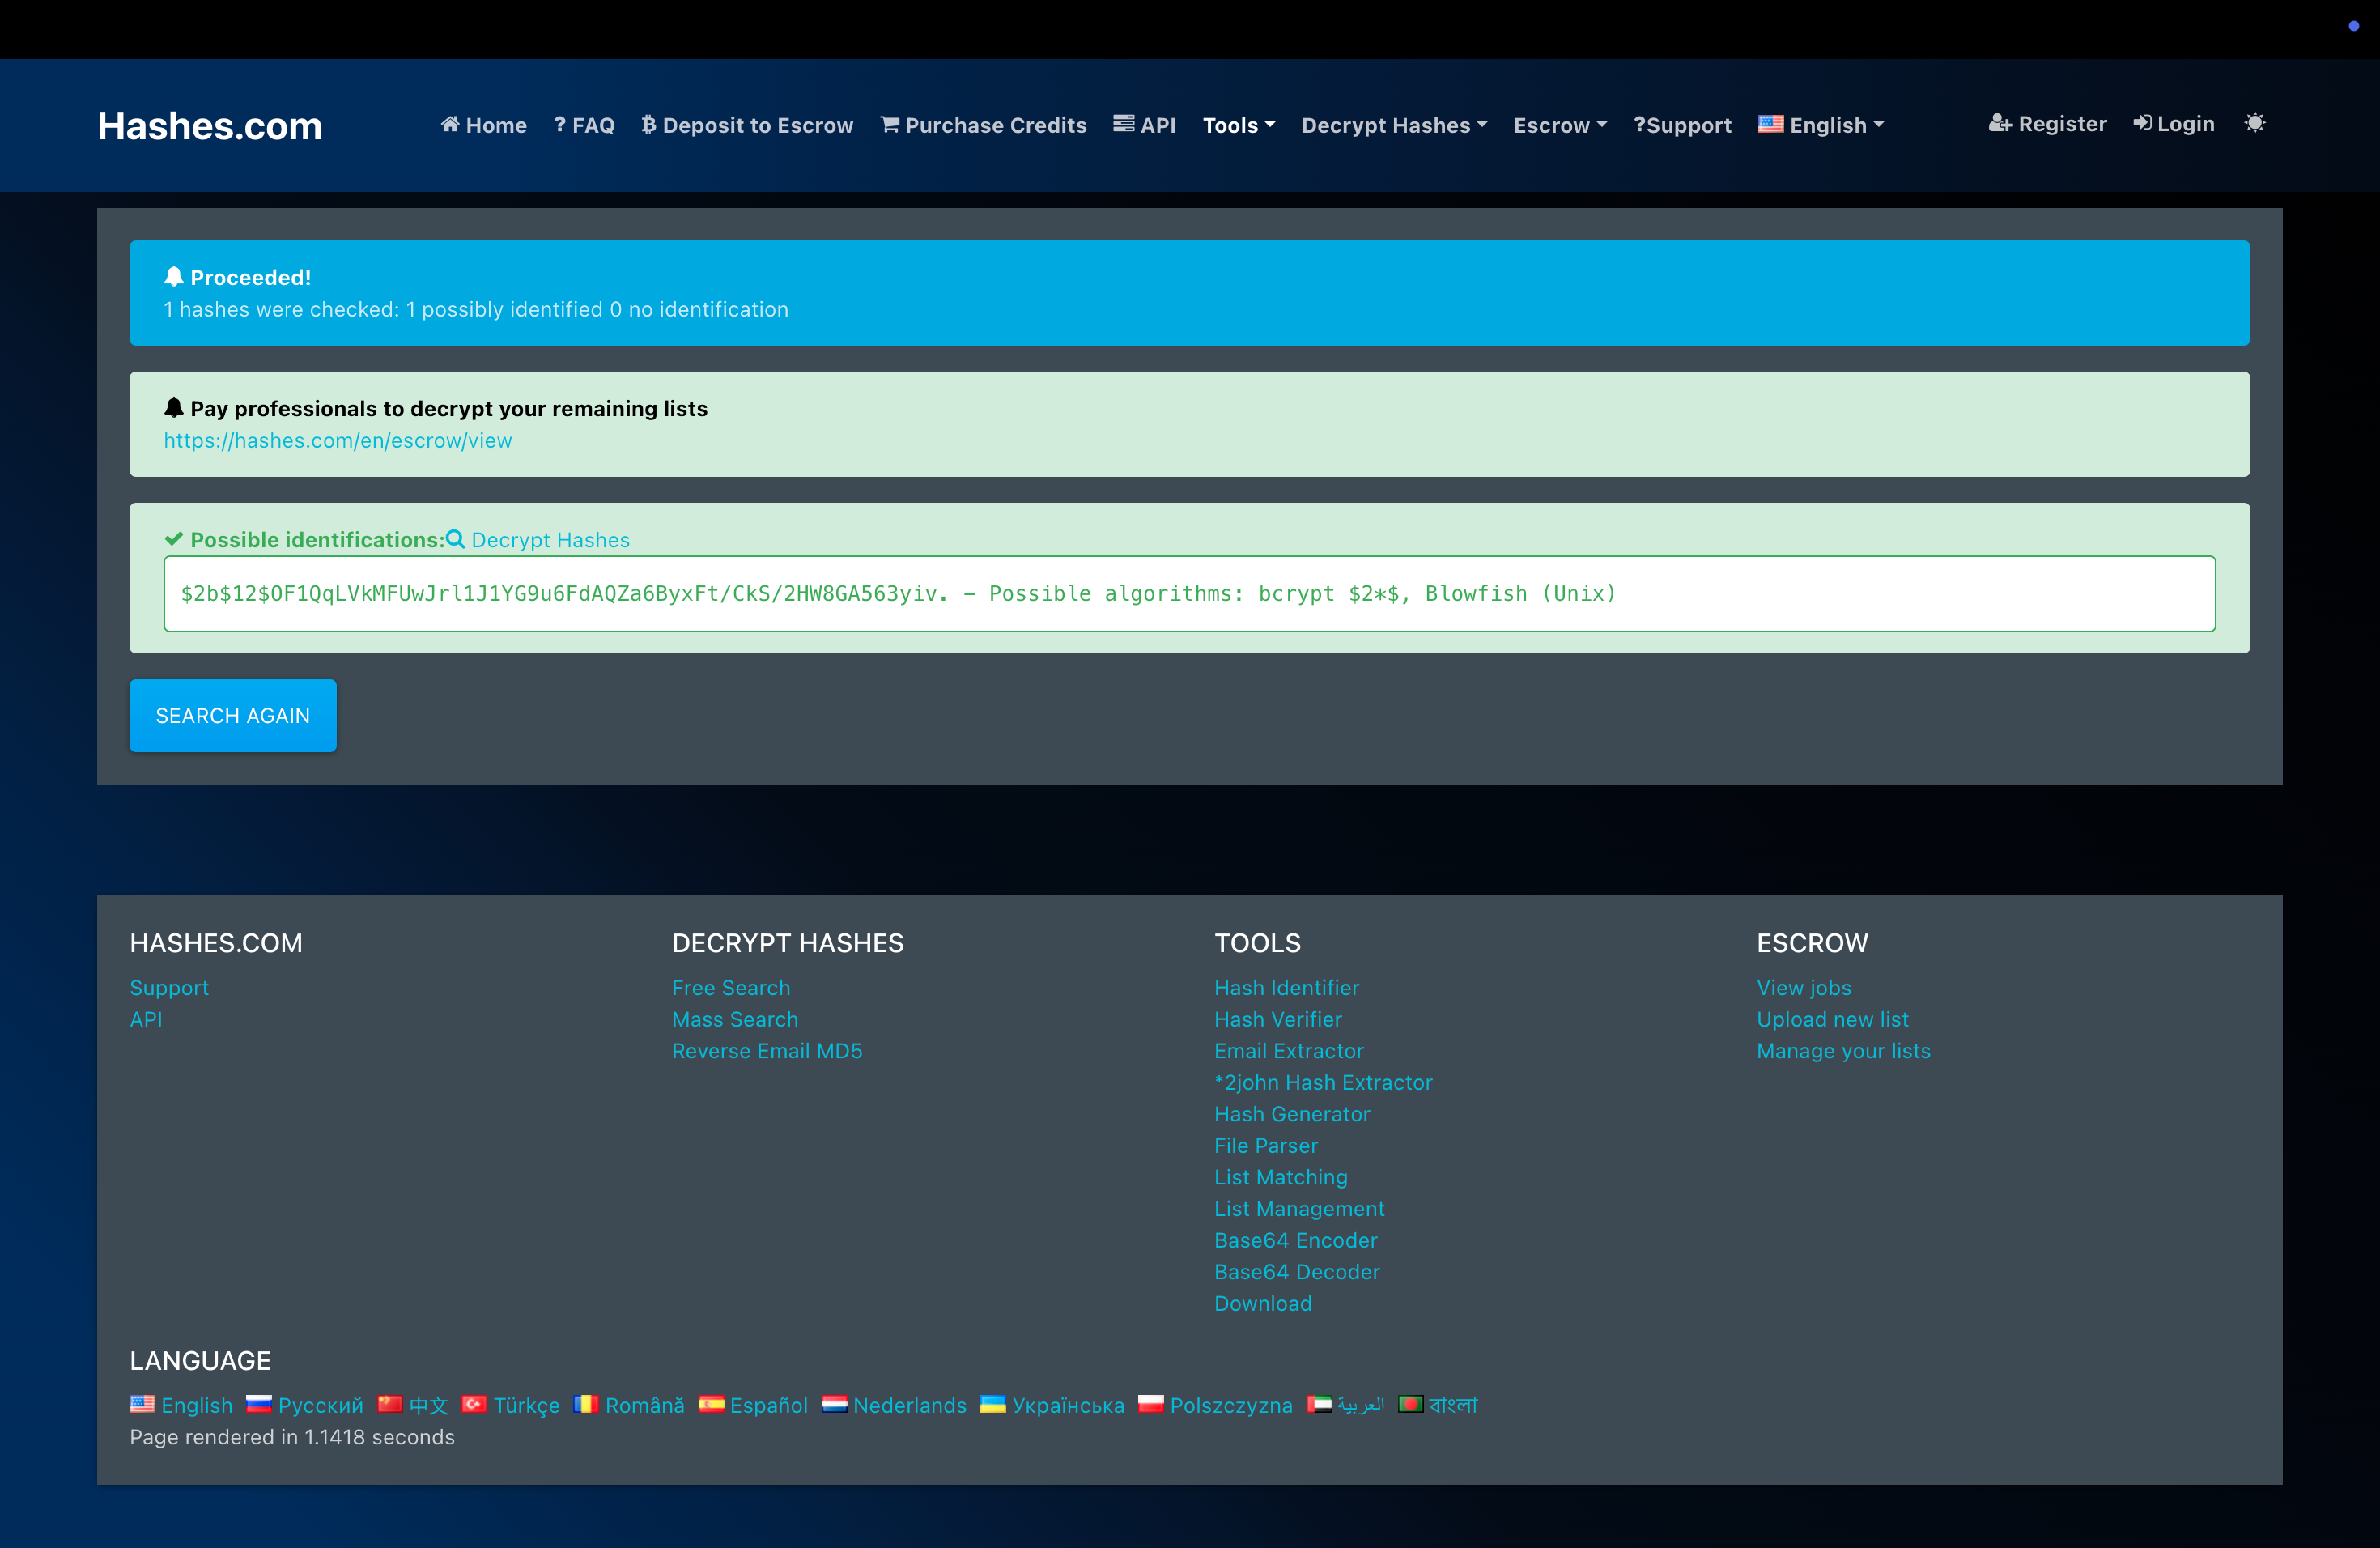 Hashes.com
Home ? FAQ Deposit to Escrow Purchase Credits API Tools Decrypt Hashes Escrow ?Support English Register Login
Proceeded!
1 hashes were checked: 1 possibly identified 0 no identification
Pay professionals to decrypt your remaining lists
https://hashes.com/en/escrow/view
Possible identifications: Decrypt Hashes
$2b$12$OF1QqLVkMFUwJrl1J1YG9u6FdAQZa6ByxFt/CkS/2HW8GA563yiv. – Possible algorithms: bcrypt $2*$, Blowfish (Unix)
SEARCH AGAIN
HASHES.COM
Support
API
DECRYPT HASHES
Free Search
Mass Search
Reverse Email MD5
TOOLS
Hash Identifier
Hash Verifier
Email Extractor
*2john Hash Extractor
Hash Generator
File Parser
List Matching
List Management
Base64 Encoder
Base64 Decoder
Download
ESCROW
View jobs
Upload new list
Manage your lists
LANGUAGE
English Русский 中文 Türkçe Română Español Nederlands Українська Polszczyzna العربية বাংলা
Page rendered in 1.1418 seconds